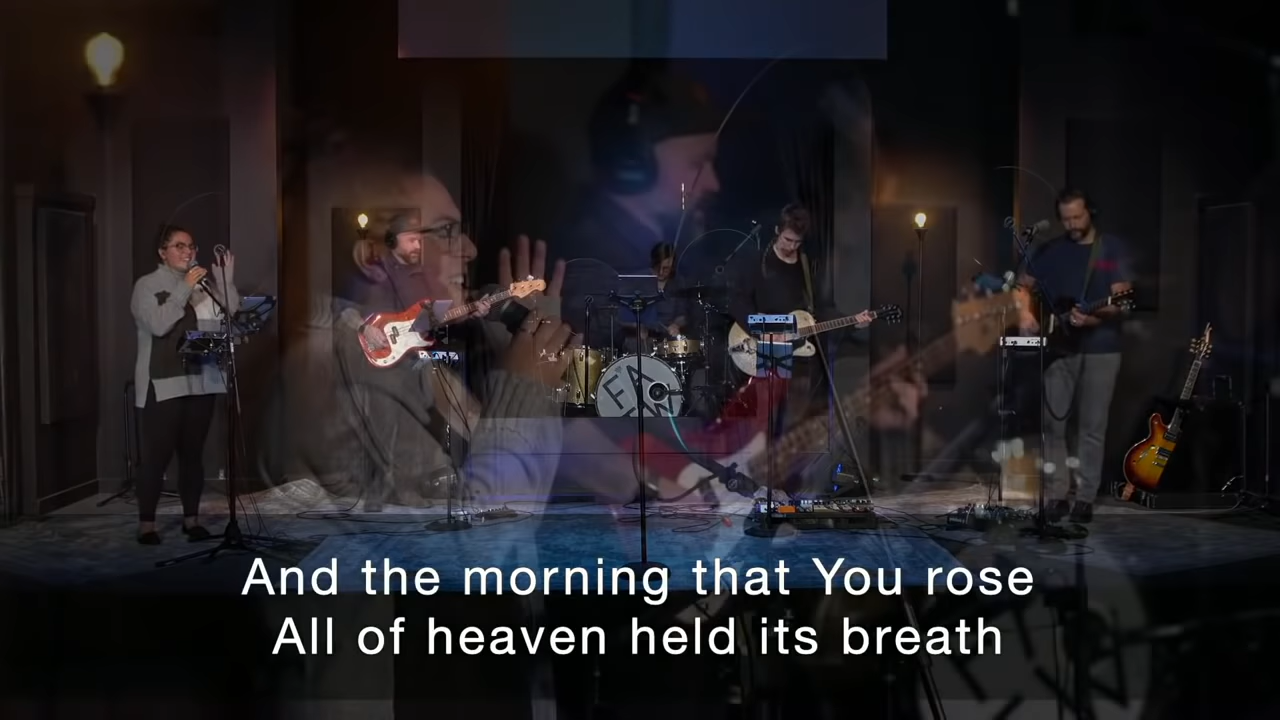 And the morning that You rose
All of heaven held its breath